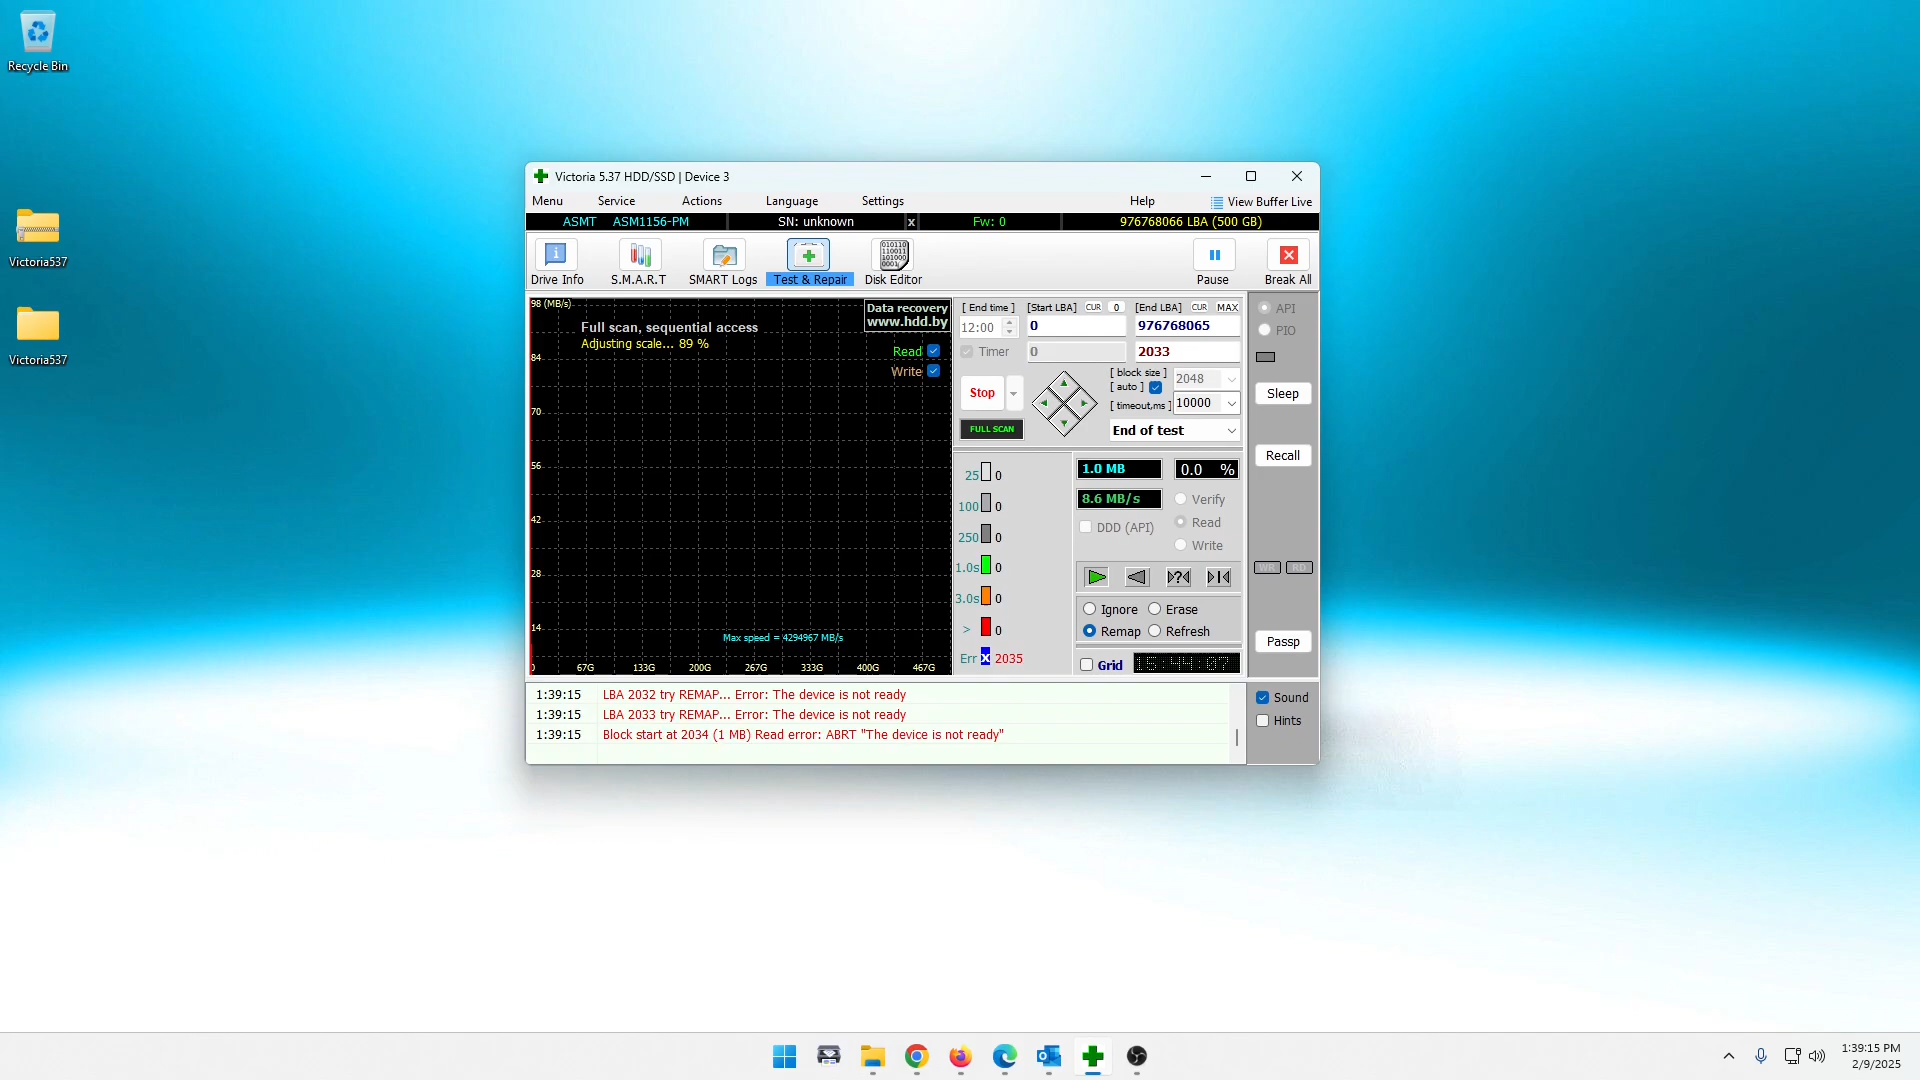 Recycle Bin
Victoria537
Victoria537
Victoria 5.37 HDD/SSD | Device 3
Menu Service Actions Language Settings Help View Buffer Live
ASMT ASM1156-PM SN: unknown x Fw: 0 976768066 LBA (500 GB)
Drive Info S.M.A.R.T SMART Logs Test & Repair Disk Editor Pause Break All
98 (MB/s)
84
70
56
42
28
14
0 67G 133G 200G 267G 333G 400G 467G
Full scan, sequential access
Adjusting scale... 89 %
Data recovery
www.hdd.by
Read
Write
Max speed = 4294967 MB/s
[ End time ] [Start LBA] CUR 0 [End LBA] CUR MAX
12:00 0 976768065
Timer 0 2033
[ block size ] 2048
[ auto ]
[ timeout,ms ] 10000
Stop
FULL SCAN
End of test
25 0
100 0
250 0
1.0s 0
3.0s 0
> 0
Err x 2035
1.0 MB 0.0 %
8.6 MB/s Verify
DDD (API) Read
Write
Ignore Erase
Remap Refresh
Grid 15:44:07
API
PIO
Sleep
Recall
WR RD
Passp
Sound
Hints
1:39:15 LBA 2032 try REMAP... Error: The device is not ready
1:39:15 LBA 2033 try REMAP... Error: The device is not ready
1:39:15 Block start at 2034 (1 MB) Read error: ABRT "The device is not ready"
1:39:15 PM
2/9/2025